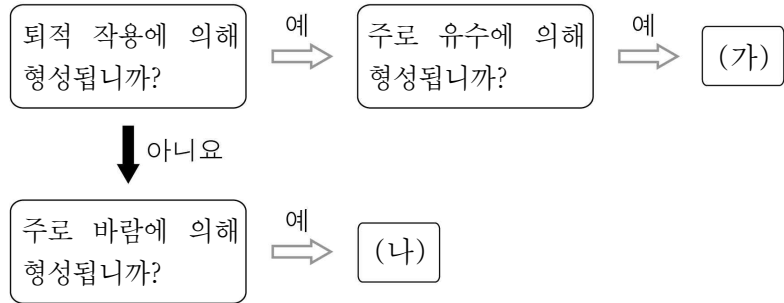 퇴적 작용에 의해
형성됩니까?
예
주로 유수에 의해
형성됩니까?
예
(가)
아니요
주로 바람에 의해
형성됩니까?
예
(나)